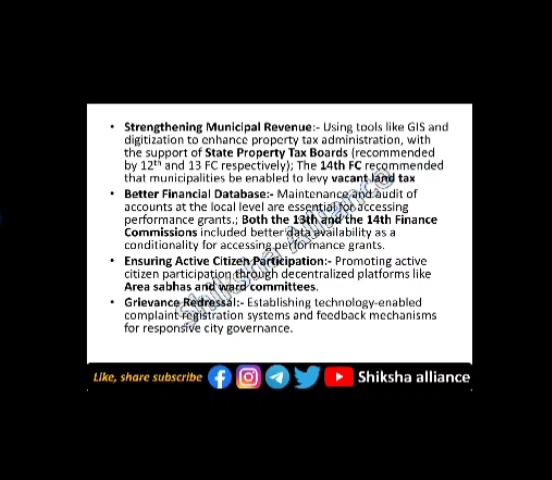 • Strengthening Municipal Revenue:- Using tools like GIS and
digitization to enhance property tax administration, with
the support of State Property Tax Boards (recommended
by 12th and 13 FC respectively); The 14th FC recommended
that municipalities be enabled to levy vacant land tax
• Better Financial Database:- Maintenance and audit of
accounts at the local level are essential for accessing
performance grants.; Both the 13th and the 14th Finance
Commissions included better data availability as a
conditionality for accessing performance grants.
• Ensuring Active Citizen Participation:- Promoting active
citizen participation through decentralized platforms like
Area sabhas and ward committees.
• Grievance Redressal:- Establishing technology-enabled
complaint registration systems and feedback mechanisms
for responsive city governance.
Shiksha Alliance
Like, share subscribe Shiksha alliance